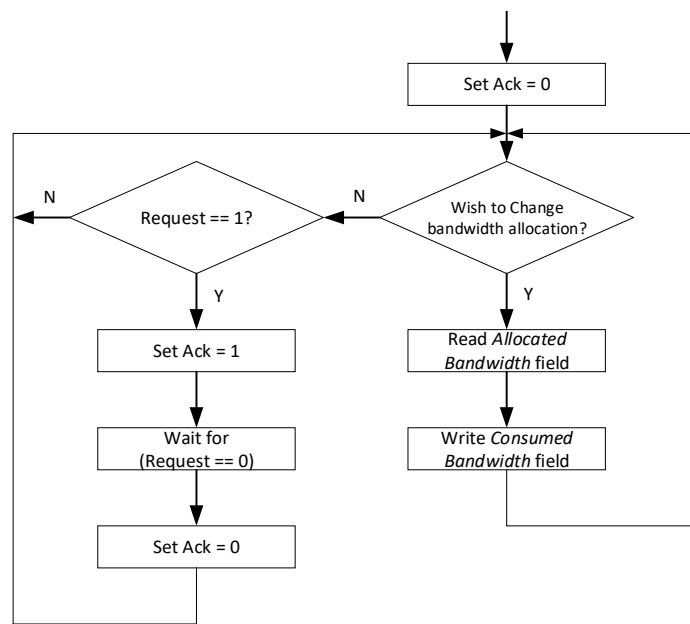 Set Ack = 0
N
N
Request == 1?
Wish to Change
bandwidth allocation?
Y
Y
Set Ack = 1
Read Allocated
Bandwidth field
Wait for
(Request == 0)
Write Consumed
Bandwidth field
Set Ack = 0